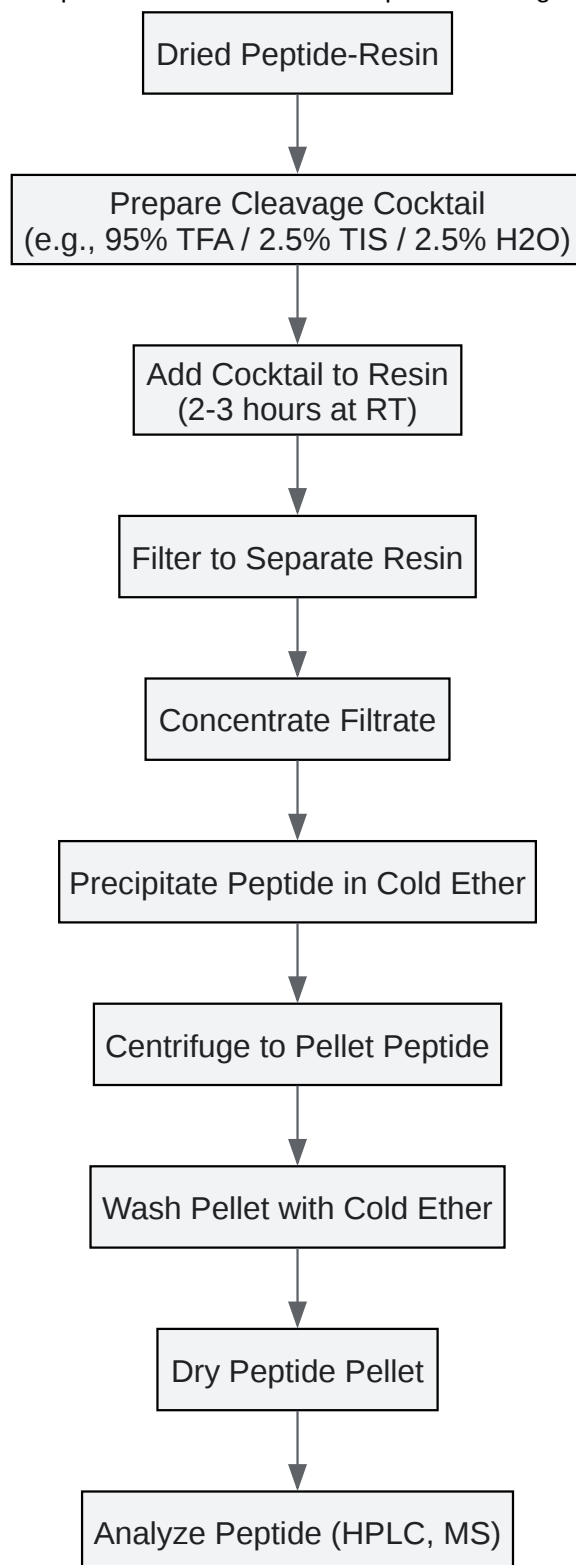 Dried Peptide-Resin
Prepare Cleavage Cocktail
(e.g., 95% TFA / 2.5% TIS / 2.5% H2O)
Add Cocktail to Resin
(2-3 hours at RT)
Filter to Separate Resin
Concentrate Filtrate
Precipitate Peptide in Cold Ether
Centrifuge to Pellet Peptide
Wash Pellet with Cold Ether
Dry Peptide Pellet
Analyze Peptide (HPLC, MS)